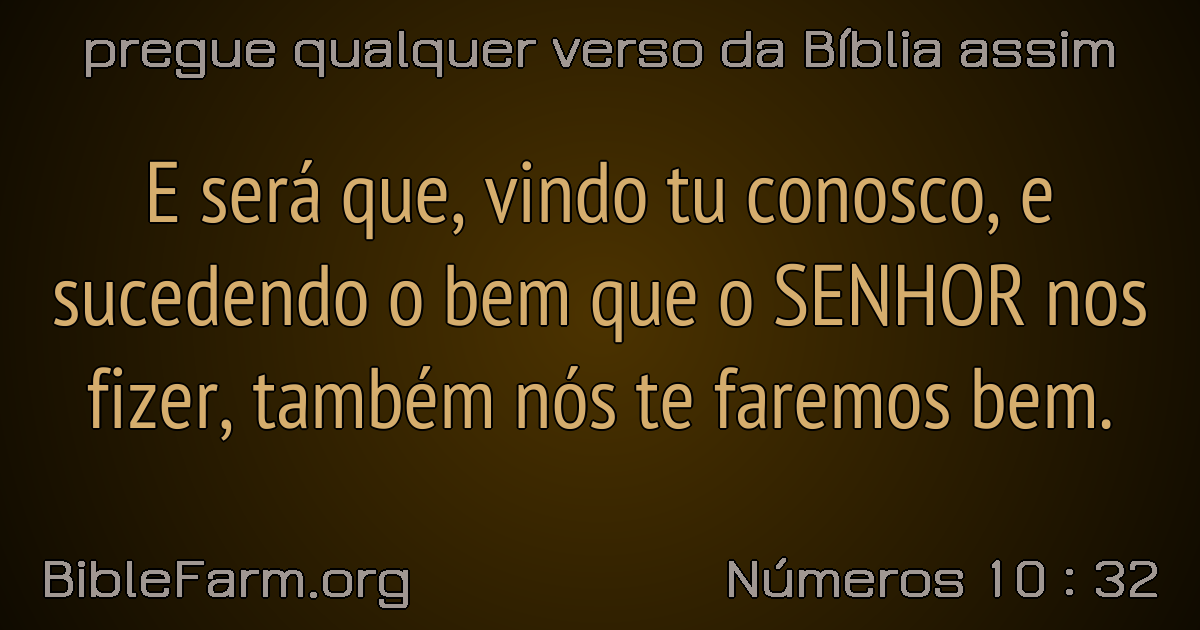 pregue qualquer verso da Bíblia assim
E será que, vindo tu conosco, e
sucedendo o bem que o SENHOR nos
fizer, também nós te faremos bem.
BibleFarm.org
Números 10 : 32